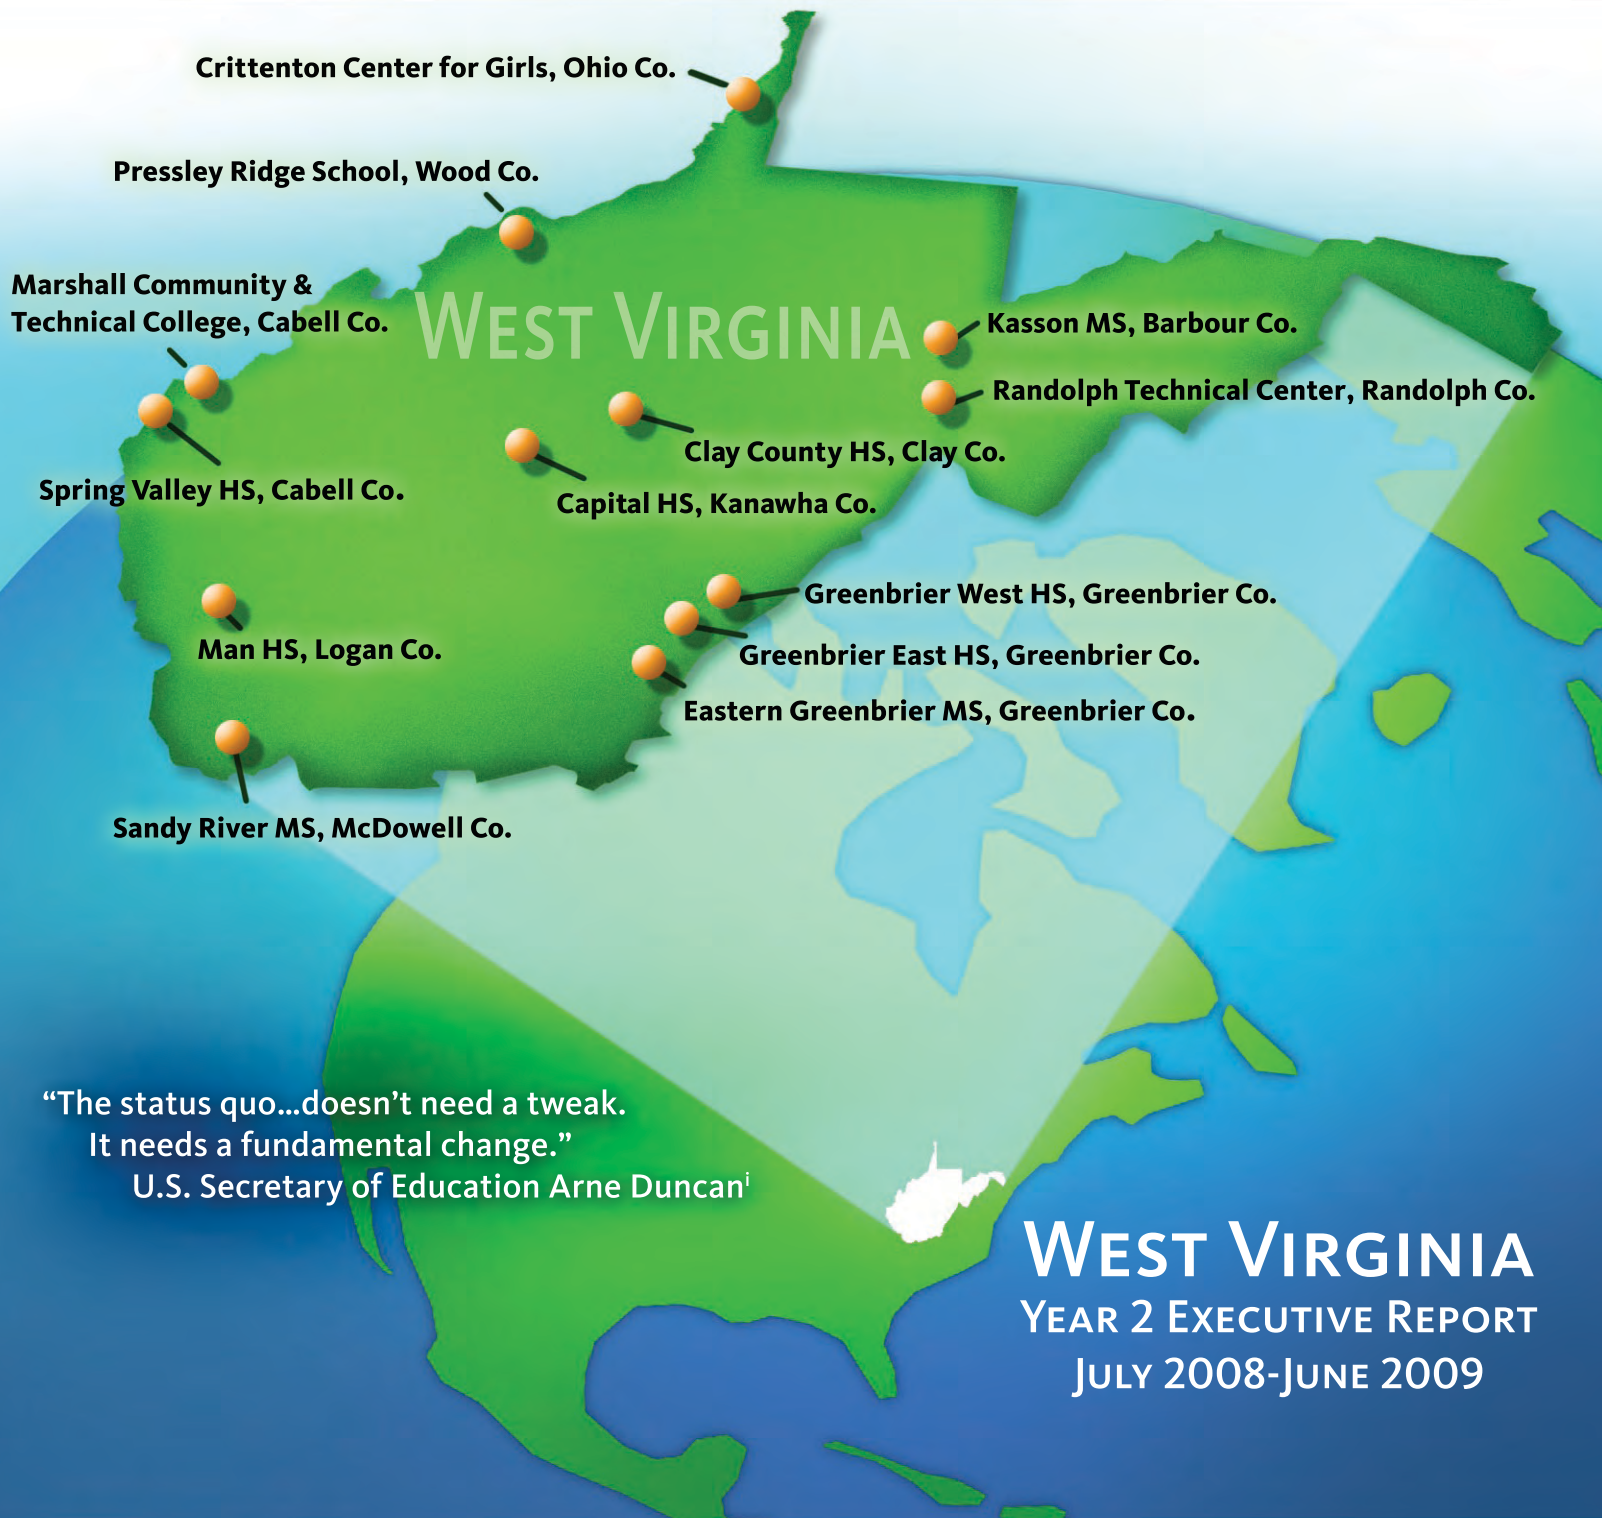 Crittenton Center for Girls, Ohio Co.
Pressley Ridge School, Wood Co.
Marshall Community &
Technical College, Cabell Co.
WEST VIRGINIA
Kasson MS, Barbour Co.
Randolph Technical Center, Randolph Co.
Clay County HS, Clay Co.
Spring Valley HS, Cabell Co.
Capital HS, Kanawha Co.
Greenbrier West HS, Greenbrier Co.
Man HS, Logan Co.
Greenbrier East HS, Greenbrier Co.
Eastern Greenbrier MS, Greenbrier Co.
Sandy River MS, McDowell Co.
“The status quo...doesn’t need a tweak.
It needs a fundamental change.”
U.S. Secretary of Education Arne Duncanⁱ
WEST VIRGINIA
YEAR 2 EXECUTIVE REPORT
JULY 2008-JUNE 2009